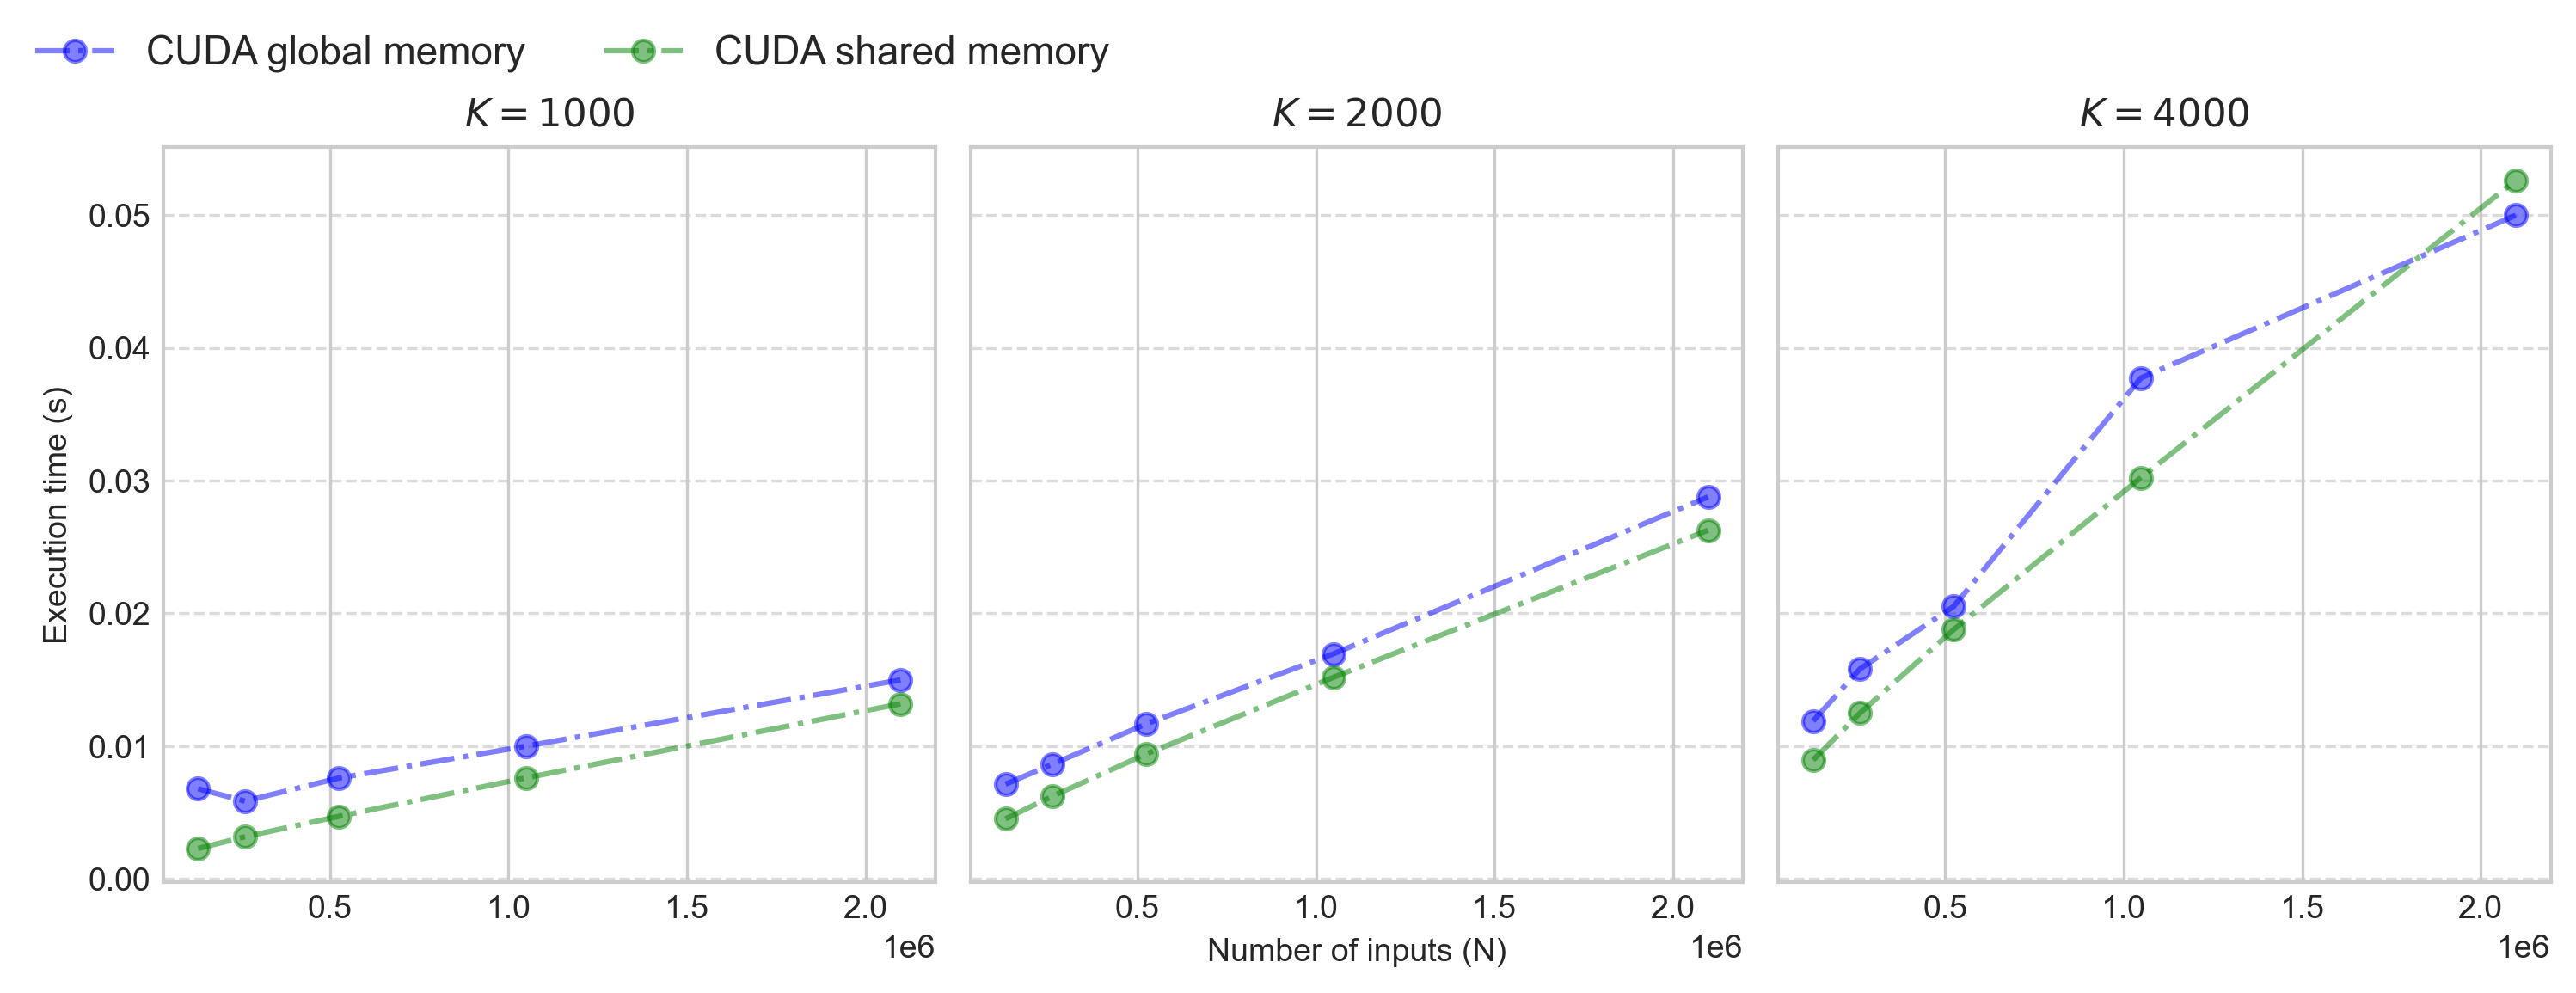 CUDA global memory CUDA shared memory
K = 1000 K = 2000 K = 4000
0.05
0.04
0.03
0.02
0.01
0.00
Execution time (s)
0.5 1.0 1.5 2.0 0.5 1.0 1.5 2.0 0.5 1.0 1.5 2.0
1e6 1e6 1e6
Number of inputs (N)